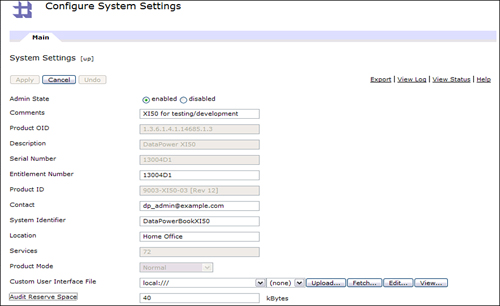 Configure System Settings
Main
System Settings [up]
Apply Cancel Undo
Export | View Log | View Status | Help
Admin State enabled disabled
Comments XI50 for testing/development
Product OID 1.3.6.1.4.1.14685.1.3
Description DataPower XI50
Serial Number 13004D1
Entitlement Number 13004D1
Product ID 9003-XI50-03 [Rev 12]
Contact dp_admin@example.com
System Identifier DataPowerBookXI50
Location Home Office
Services 72
Product Mode Normal
Custom User Interface File local:/// (none) Upload... Fetch... Edit... View...
Audit Reserve Space 40 kBytes